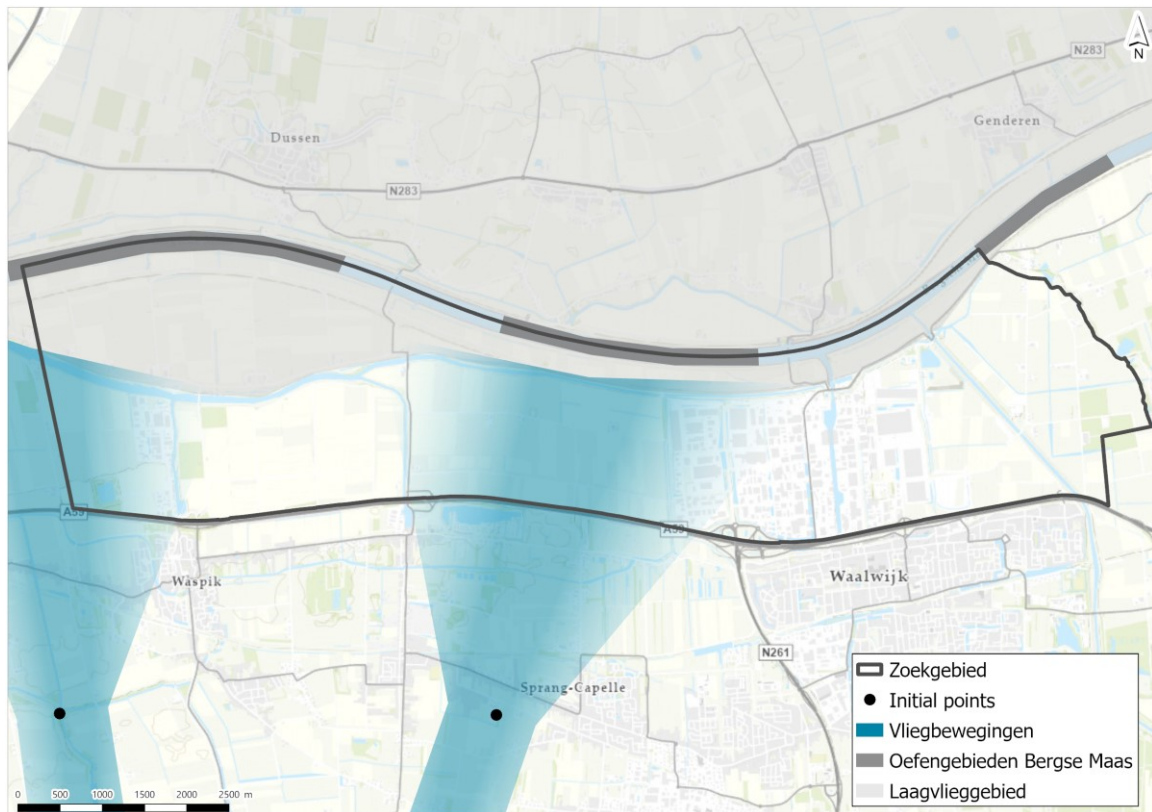 N
N283
Genderen
Dussen
N283
A59
A59
Waspik
Waalwijk
N261
Sprang-Capelle
Zoekgebied
Initial points
Vliegbewegingen
Oefengebieden Bergse Maas
Laagvlieggebied
0 500 1000 1500 2000 2500 m